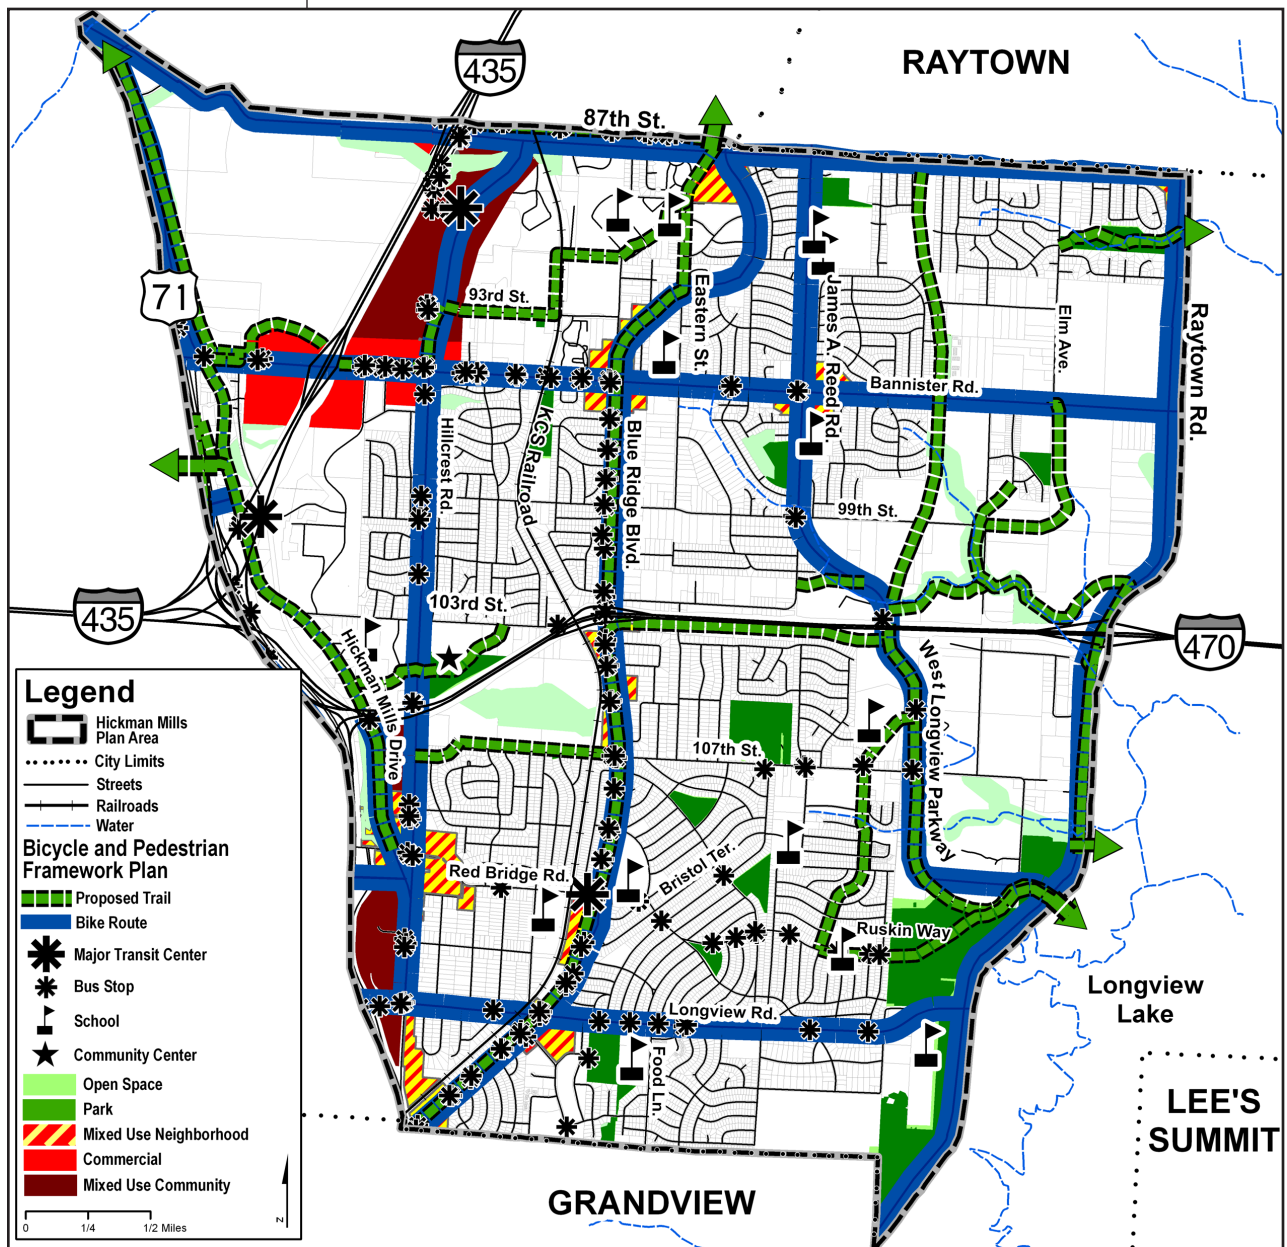 435
RAYTOWN
87th St.
71
93rd St.
Eastern St.
James A. Reed Rd.
Elm Ave.
Raytown Rd.
Bannister Rd.
Hillcrest Rd.
KCS Railroad
Blue Ridge Blvd.
99th St.
103rd St.
435
470
Hickman Mills Drive
West Longview Parkway
107th St.
Bristol Ter.
Red Bridge Rd.
Ruskin Way
Longview
Lake
Longview Rd.
Food Ln.
LEE'S
SUMMIT
GRANDVIEW
Legend
Hickman Mills
Plan Area
City Limits
Streets
Railroads
Water
Bicycle and Pedestrian
Framework Plan
Proposed Trail
Bike Route
Major Transit Center
Bus Stop
School
Community Center
Open Space
Park
Mixed Use Neighborhood
Commercial
Mixed Use Community
0 1/4 1/2 Miles
N